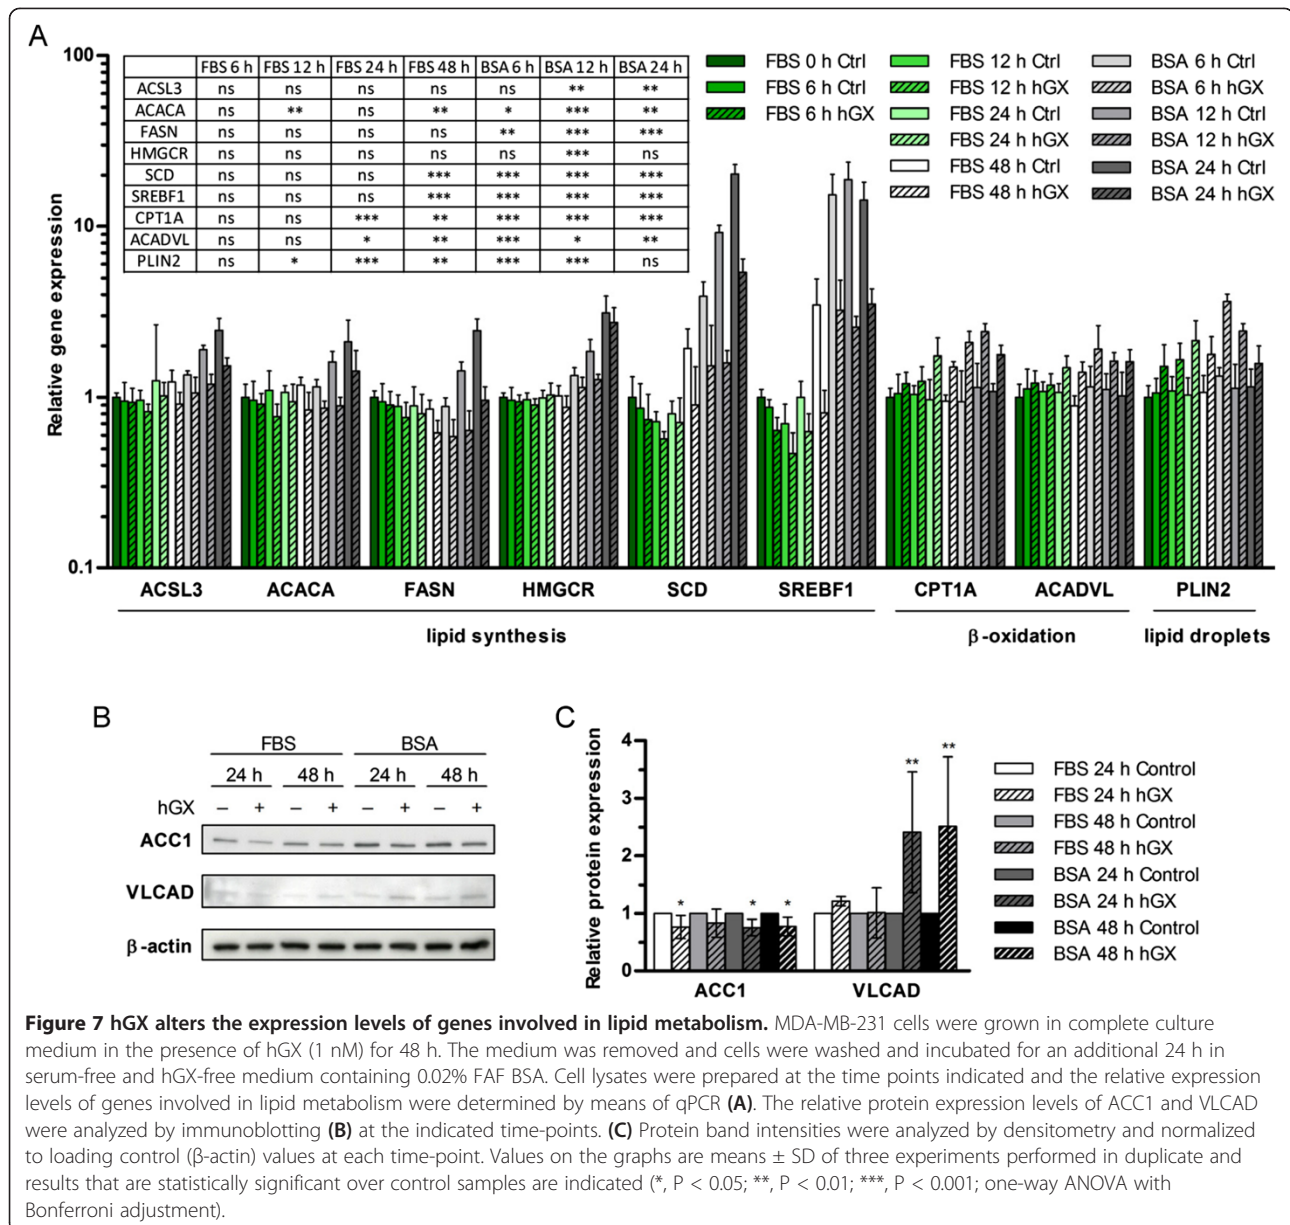 A
100
10
1
0.1
Relative gene expression
FBS 6 h FBS 12 h FBS 24 h FBS 48 h BSA 6 h BSA 12 h BSA 24 h
ACSL3 ns ns ns ns ns ** **
ACACA ns ** ns ** * *** **
FASN ns ns ns ns ** *** ***
HMGCR ns ns ns ns ns *** ns
SCD ns ns ns *** *** *** ***
SREBF1 ns ns ns *** *** *** ***
CPT1A ns ns *** ** *** *** ***
ACADVL ns ns * ** *** * **
PLIN2 ns * *** ** *** *** ns
FBS 0 h Ctrl
FBS 6 h Ctrl
FBS 6 h hGX
FBS 12 h Ctrl
FBS 12 h hGX
FBS 24 h Ctrl
FBS 24 h hGX
FBS 48 h Ctrl
FBS 48 h hGX
BSA 6 h Ctrl
BSA 6 h hGX
BSA 12 h Ctrl
BSA 12 h hGX
BSA 24 h Ctrl
BSA 24 h hGX
ACSL3 ACACA FASN HMGCR SCD SREBF1 CPT1A ACADVL PLIN2
lipid synthesis β-oxidation lipid droplets
B
FBS BSA
24 h 48 h 24 h 48 h
hGX – + – + – + – +
ACC1
VLCAD
β-actin
C
Relative protein expression
4
3
2
1
0
* * * ** **
ACC1 VLCAD
FBS 24 h Control
FBS 24 h hGX
FBS 48 h Control
FBS 48 h hGX
BSA 24 h Control
BSA 24 h hGX
BSA 48 h Control
BSA 48 h hGX
Figure 7 hGX alters the expression levels of genes involved in lipid metabolism. MDA-MB-231 cells were grown in complete culture
medium in the presence of hGX (1 nM) for 48 h. The medium was removed and cells were washed and incubated for an additional 24 h in
serum-free and hGX-free medium containing 0.02% FAF BSA. Cell lysates were prepared at the time points indicated and the relative expression
levels of genes involved in lipid metabolism were determined by means of qPCR (A). The relative protein expression levels of ACC1 and VLCAD
were analyzed by immunoblotting (B) at the indicated time-points. (C) Protein band intensities were analyzed by densitometry and normalized
to loading control (β-actin) values at each time-point. Values on the graphs are means ± SD of three experiments performed in duplicate and
results that are statistically significant over control samples are indicated (*, P < 0.05; **, P < 0.01; ***, P < 0.001; one-way ANOVA with
Bonferroni adjustment).